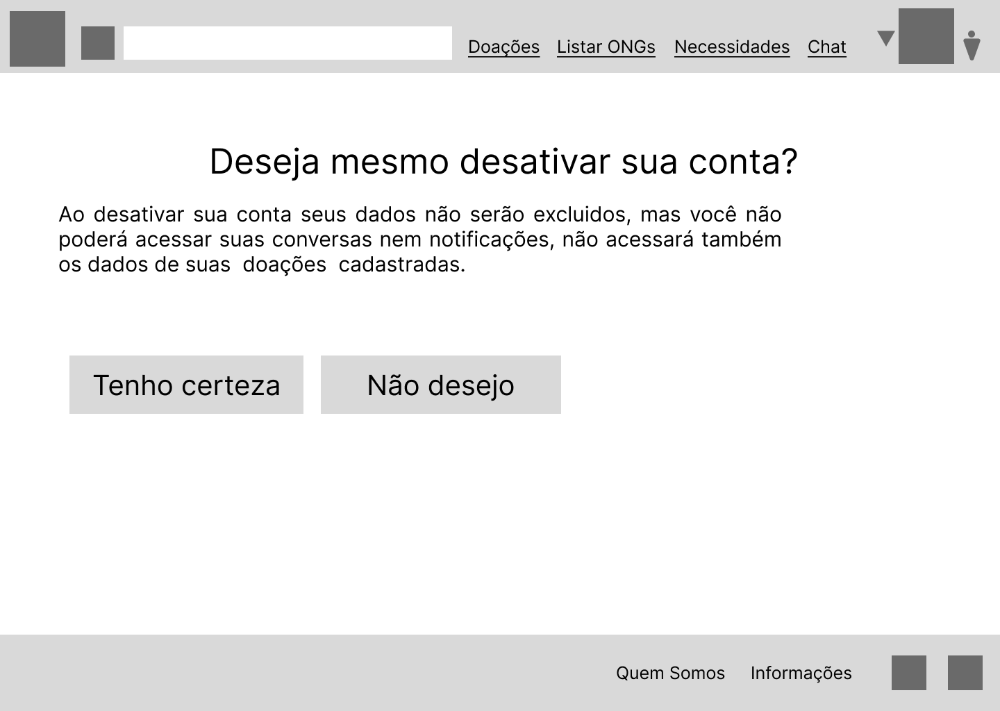 Doações Listar ONGs Necessidades Chat
Deseja mesmo desativar sua conta?
Ao desativar sua conta seus dados não serão excluidos, mas você não
poderá acessar suas conversas nem notificações, não acessará também
os dados de suas doações cadastradas.
Tenho certeza Não desejo
Quem Somos Informações